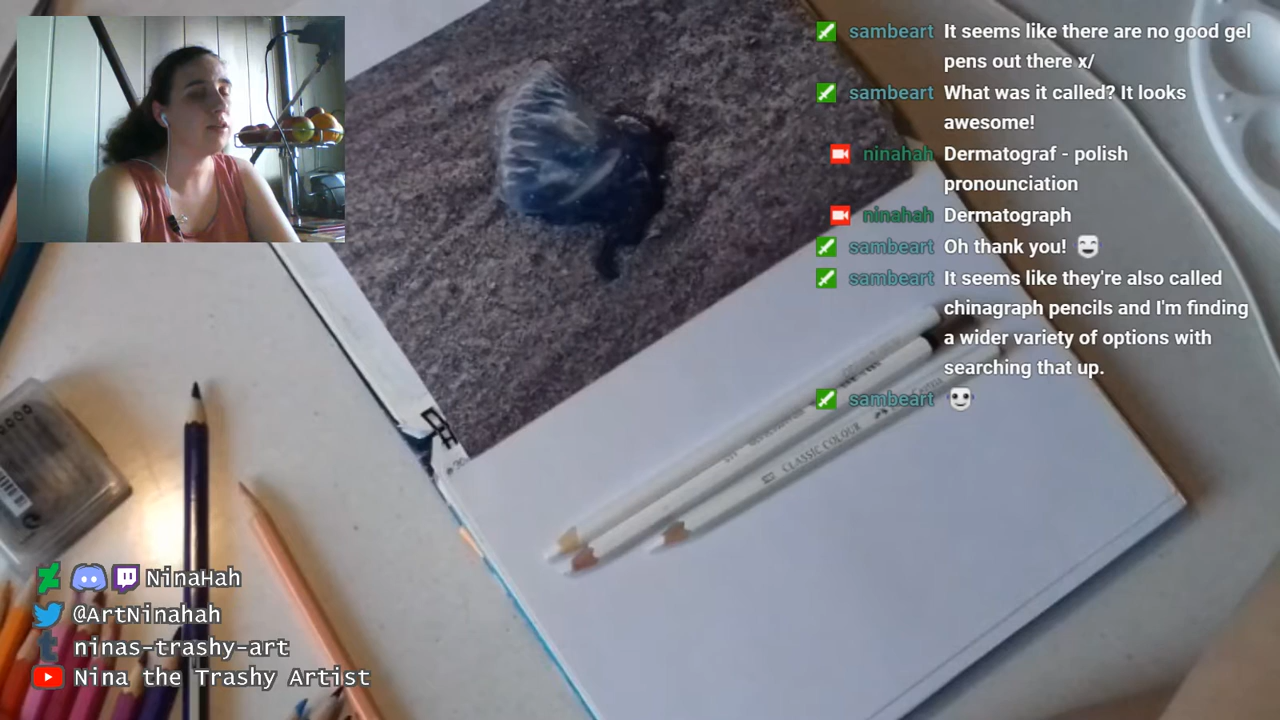 sambeart It seems like there are no good gel
pens out there x/
sambeart What was it called? It looks
awesome!
ninahah Dermatograf - polish
pronounciation
ninahah Dermatograph
sambeart Oh thank you!
sambeart It seems like they're also called
chinagraph pencils and I'm finding
a wider variety of options with
searching that up.
sambeart
CLASSIC COLOUR
NinaHah
@ArtNinahah
ninas-trashy-art
Nina the Trashy Artist